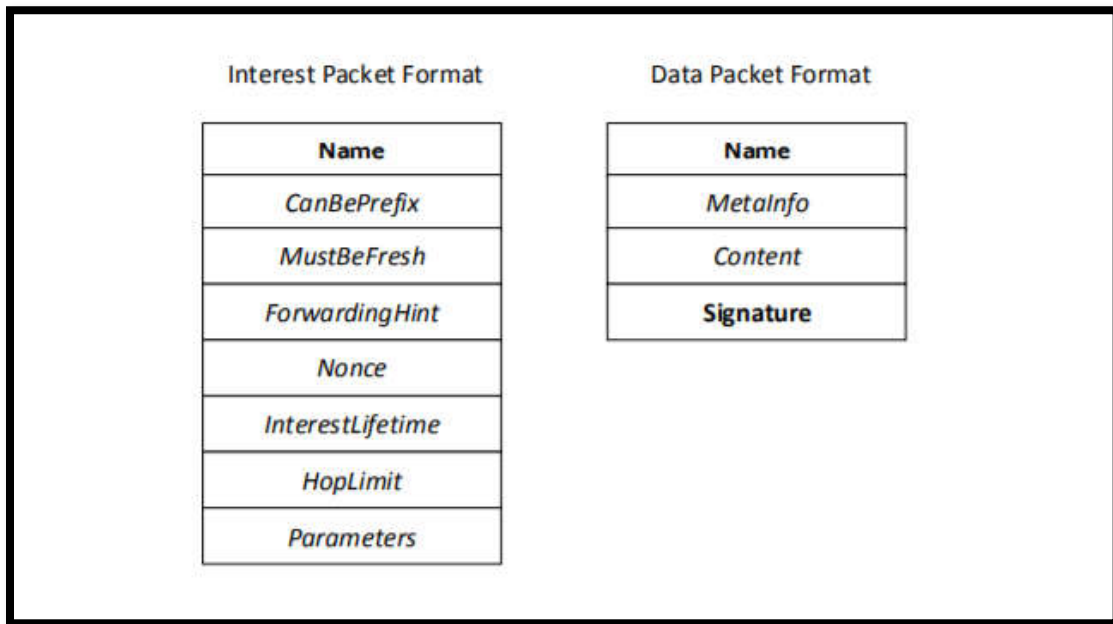 Interest Packet Format
Name
CanBePrefix
MustBeFresh
ForwardingHint
Nonce
InterestLifetime
HopLimit
Parameters
Data Packet Format
Name
MetaInfo
Content
Signature